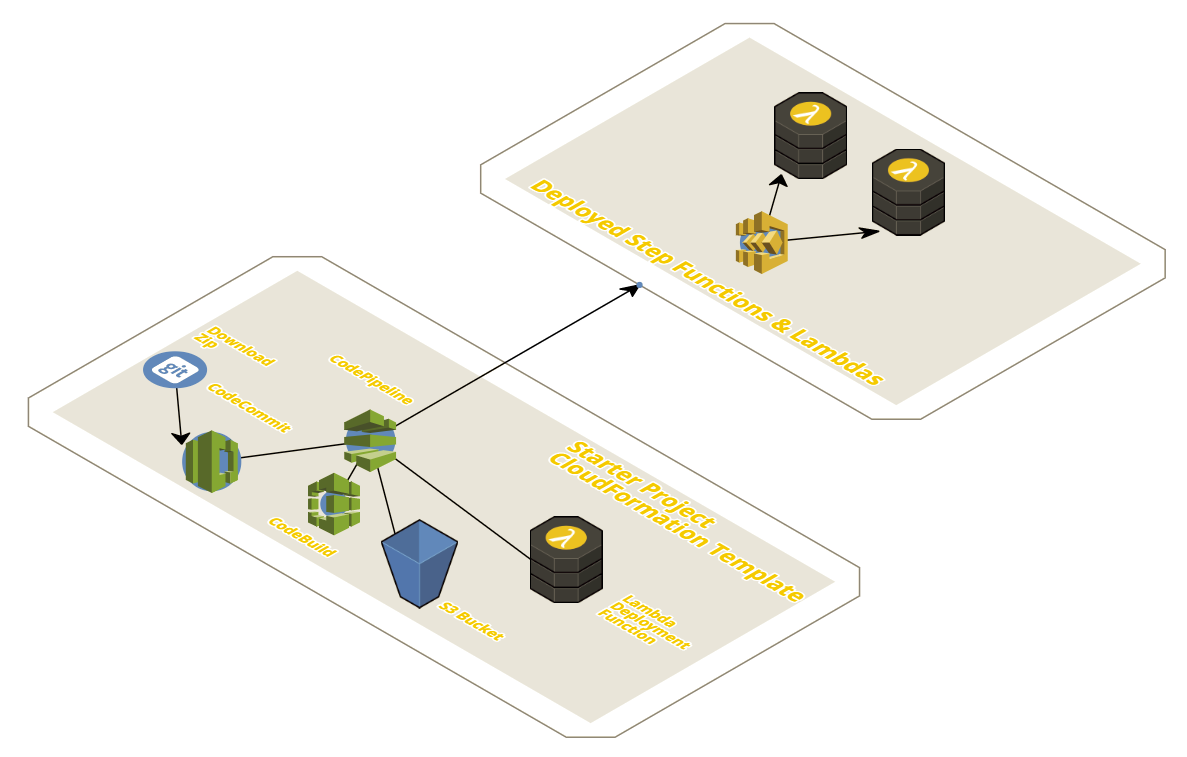 Deployed Step Functions & Lambdas
Download
Zip
git
CodeCommit
CodePipeline
Starter Project
CloudFormation Template
CodeBuild
S3 Bucket
Lambda
Deployment
Function